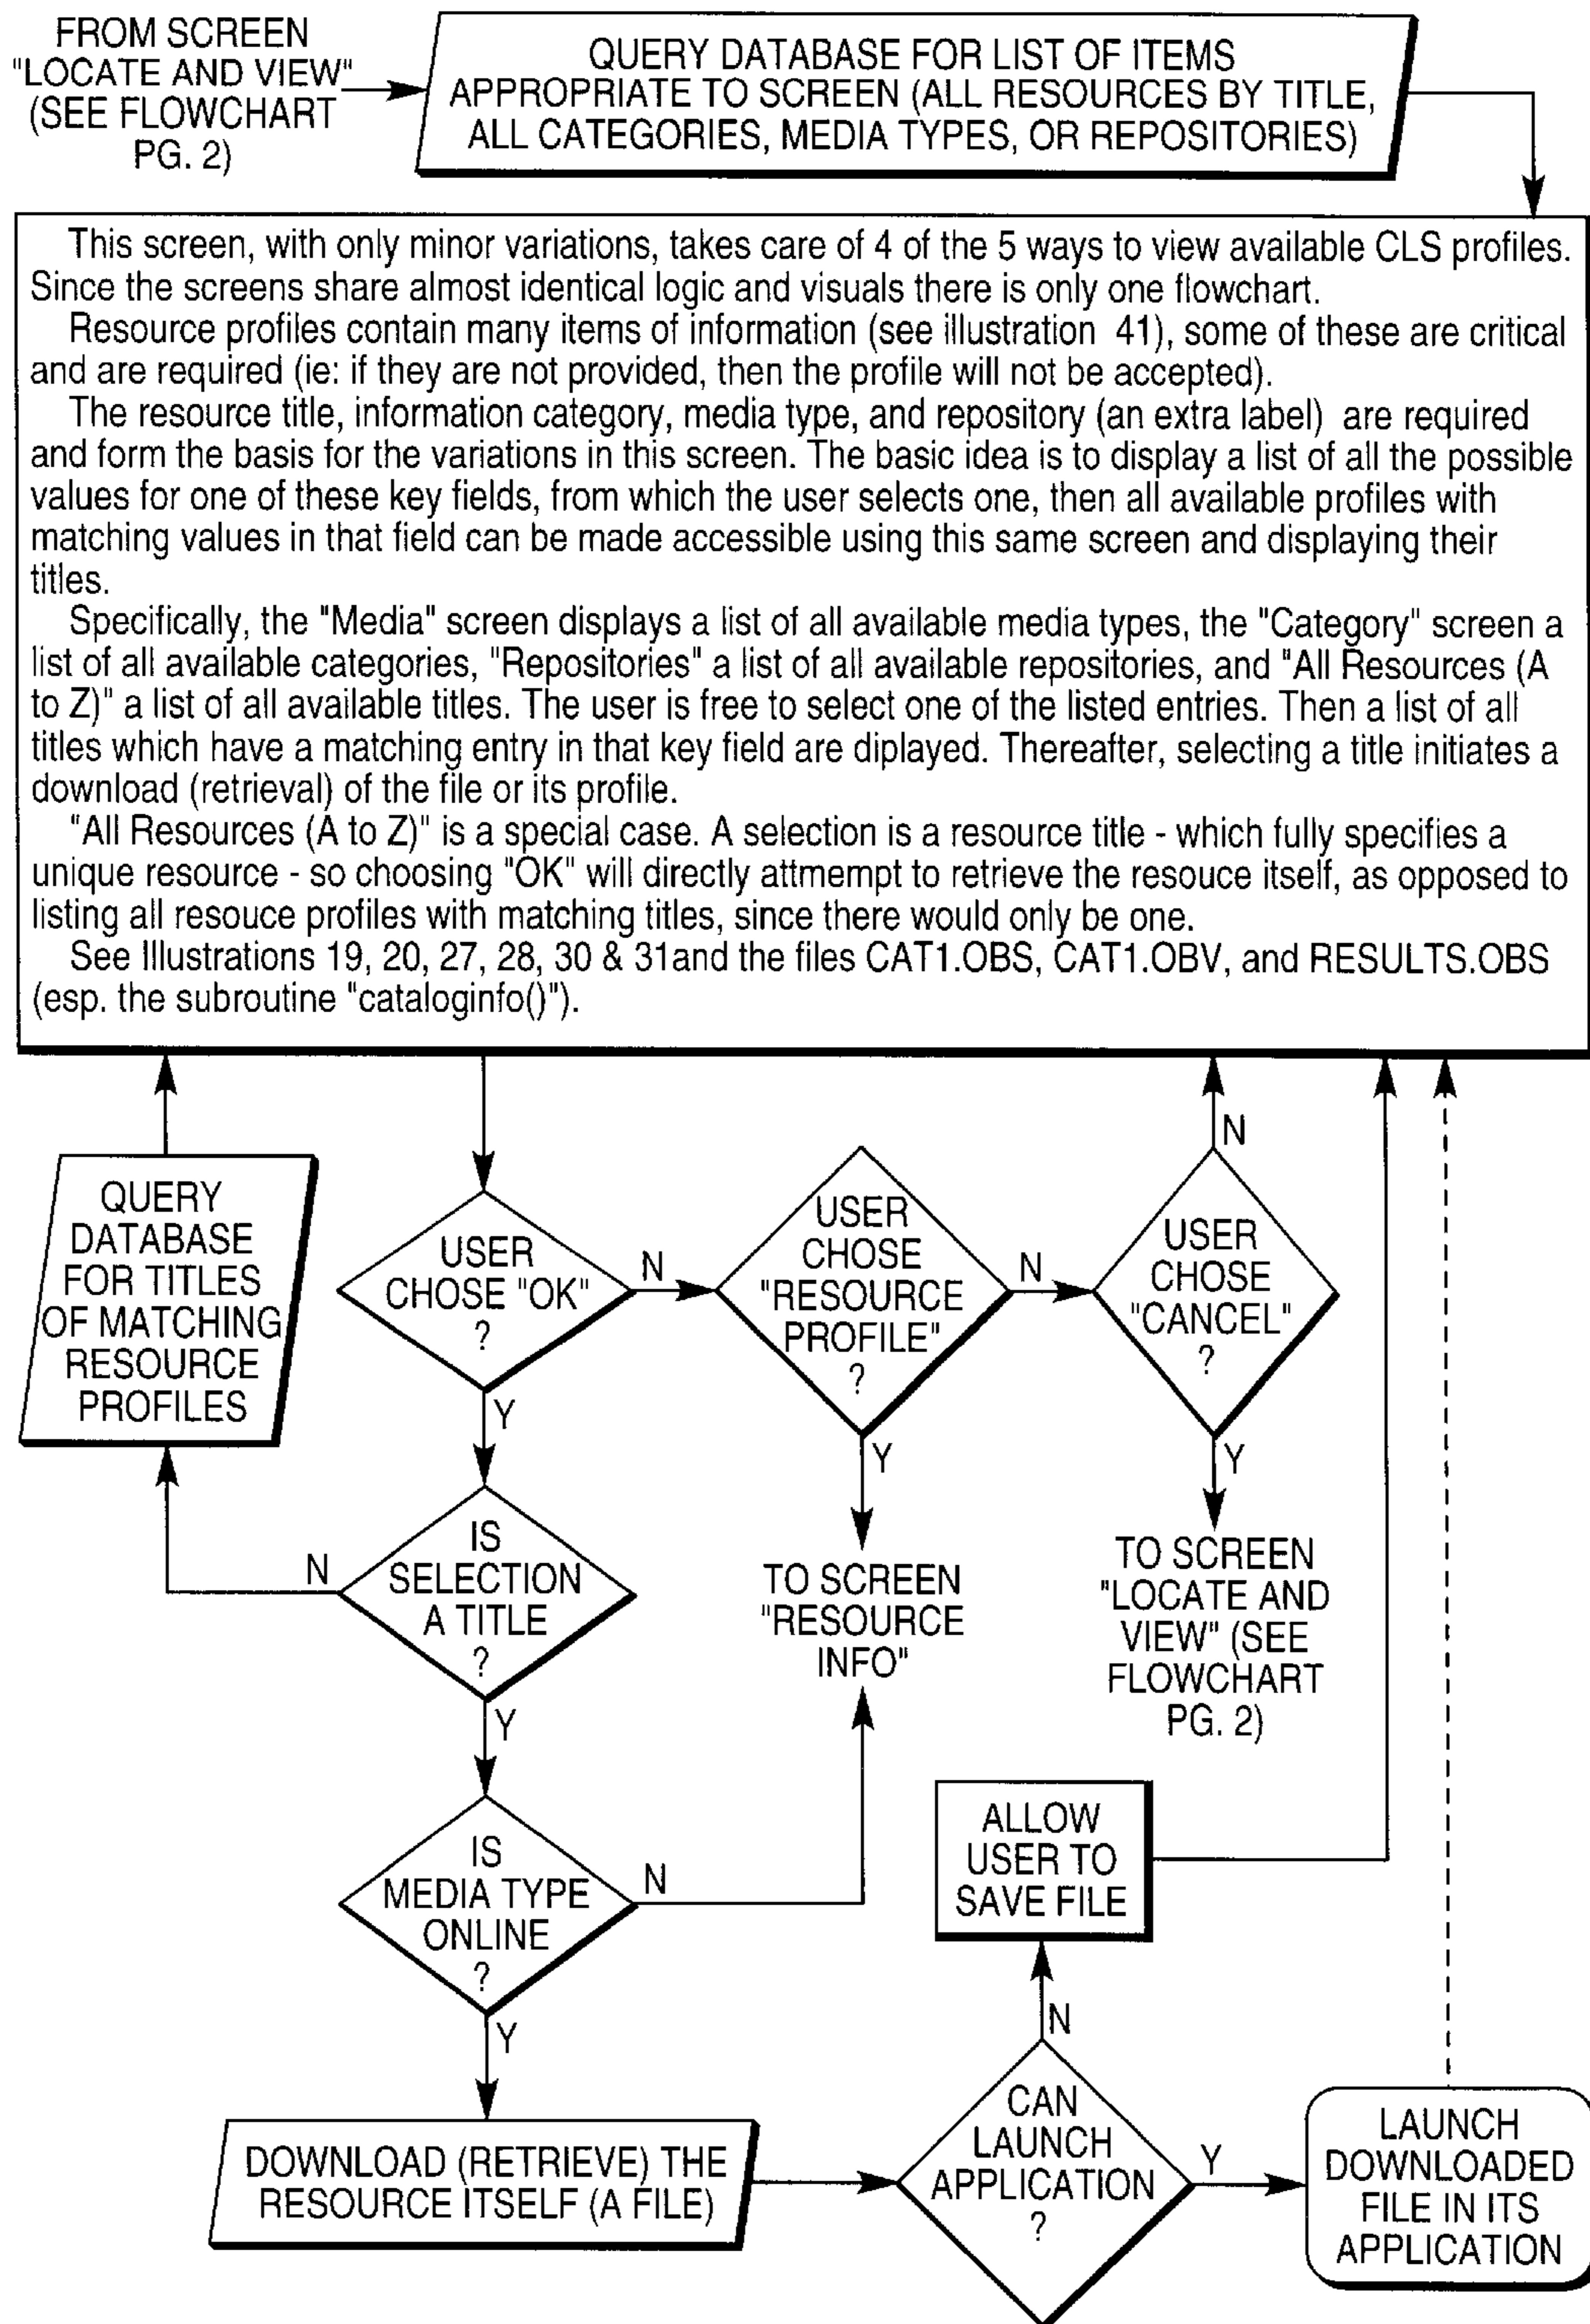 FROM SCREEN
"LOCATE AND VIEW"
(SEE FLOWCHART
PG. 2)
QUERY DATABASE FOR LIST OF ITEMS
APPROPRIATE TO SCREEN (ALL RESOURCES BY TITLE,
ALL CATEGORIES, MEDIA TYPES, OR REPOSITORIES)
This screen, with only minor variations, takes care of 4 of the 5 ways to view available CLS profiles.
Since the screens share almost identical logic and visuals there is only one flowchart.
Resource profiles contain many items of information (see illustration 41), some of these are critical
and are required (ie: if they are not provided, then the profile will not be accepted).
The resource title, information category, media type, and repository (an extra label) are required
and form the basis for the variations in this screen. The basic idea is to display a list of all the possible
values for one of these key fields, from which the user selects one, then all available profiles with
matching values in that field can be made accessible using this same screen and displaying their
titles.
Specifically, the "Media" screen displays a list of all available media types, the "Category" screen a
list of all available categories, "Repositories" a list of all available repositories, and "All Resources (A
to Z)" a list of all available titles. The user is free to select one of the listed entries. Then a list of all
titles which have a matching entry in that key field are diplayed. Thereafter, selecting a title initiates a
download (retrieval) of the file or its profile.
"All Resources (A to Z)" is a special case. A selection is a resource title - which fully specifies a
unique resource - so choosing "OK" will directly attmempt to retrieve the resouce itself, as opposed to
listing all resouce profiles with matching titles, since there would only be one.
See Illustrations 19, 20, 27, 28, 30 & 31and the files CAT1.OBS, CAT1.OBV, and RESULTS.OBS
(esp. the subroutine "cataloginfo()").
QUERY
DATABASE
FOR TITLES
OF MATCHING
RESOURCE
PROFILES
USER
CHOSE "OK"
?
N
Y
USER
CHOSE
"RESOURCE
PROFILE"
?
N
Y
USER
CHOSE
"CANCEL"
?
N
Y
IS
SELECTION
A TITLE
?
N
Y
TO SCREEN
"RESOURCE
INFO"
TO SCREEN
"LOCATE AND
VIEW" (SEE
FLOWCHART
PG. 2)
IS
MEDIA TYPE
ONLINE
?
N
Y
ALLOW
USER TO
SAVE FILE
N
DOWNLOAD (RETRIEVE) THE
RESOURCE ITSELF (A FILE)
CAN
LAUNCH
APPLICATION
?
Y
LAUNCH
DOWNLOADED
FILE IN ITS
APPLICATION